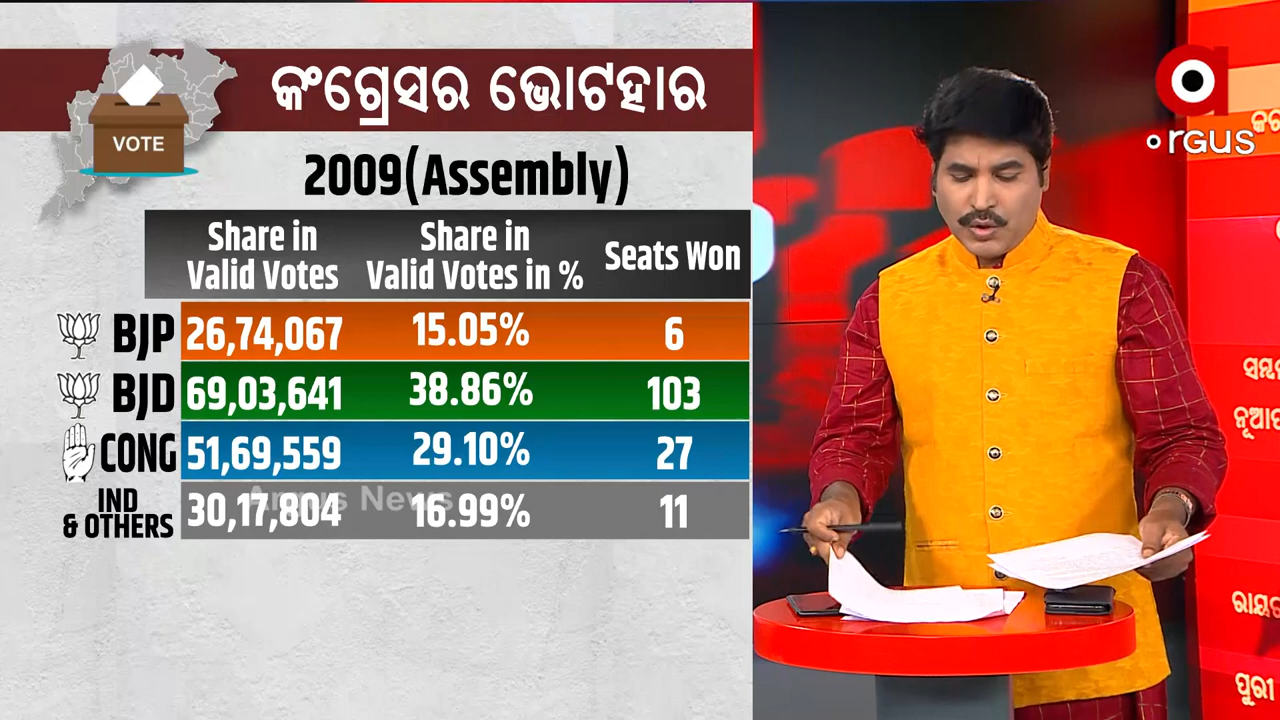 କଂଗ୍ରେସର ଭୋଟହାର
VOTE
2009(Assembly)
Share in Valid Votes Share in Valid Votes in % Seats Won
BJP 26,74,067 15.05% 6
BJD 69,03,641 38.86% 103
CONG 51,69,559 29.10% 27
IND & OTHERS 30,17,804 16.99% 11
Argus News
argus
ନୂଆପ
ପୁରୀ